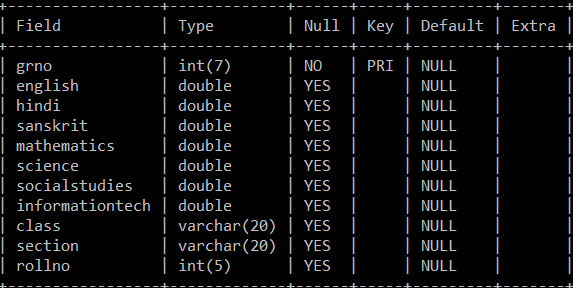 | Field | Type | Null | Key | Default | Extra |
| grno | int(7) | NO | PRI | NULL | |
| english | double | YES | | NULL | |
| hindi | double | YES | | NULL | |
| sanskrit | double | YES | | NULL | |
| mathematics | double | YES | | NULL | |
| science | double | YES | | NULL | |
| socialstudies | double | YES | | NULL | |
| informationtech | double | YES | | NULL | |
| class | varchar(20) | YES | | NULL | |
| section | varchar(20) | YES | | NULL | |
| rollno | int(5) | YES | | NULL | |